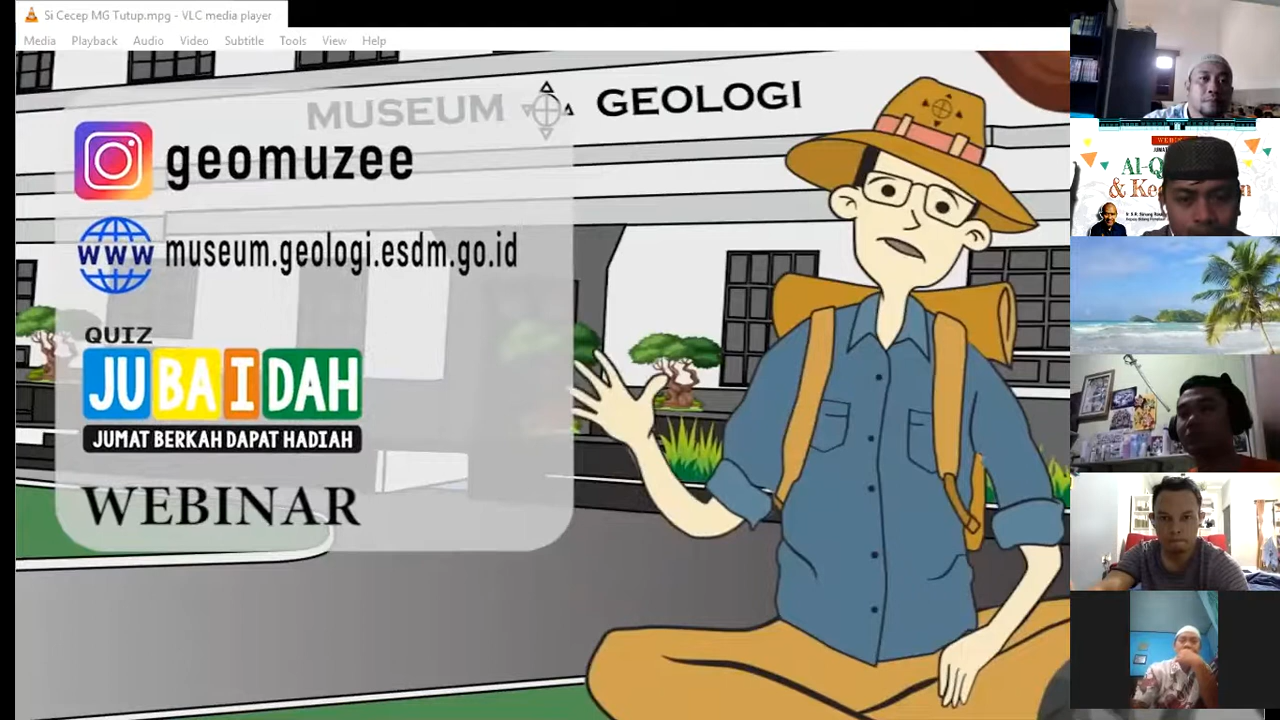 Si Cecep MG Tutup.mpg - VLC media player
Media Playback Audio Video Subtitle Tools View Help
MUSEUM GEOLOGI
geomuzee
www museum.geologi.esdm.go.id
QUIZ
JUBAIDAH
JUMAT BERKAH DAPAT HADIAH
WEBINAR
Al-Q
& Ke